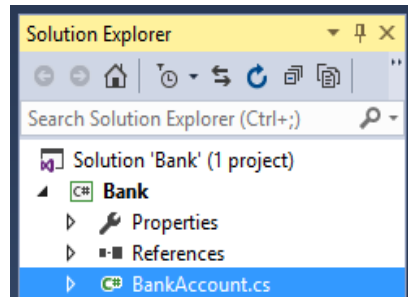 Solution Explorer
Search Solution Explorer (Ctrl+;)
Solution 'Bank' (1 project)
C# Bank
Properties
References
C# BankAccount.cs